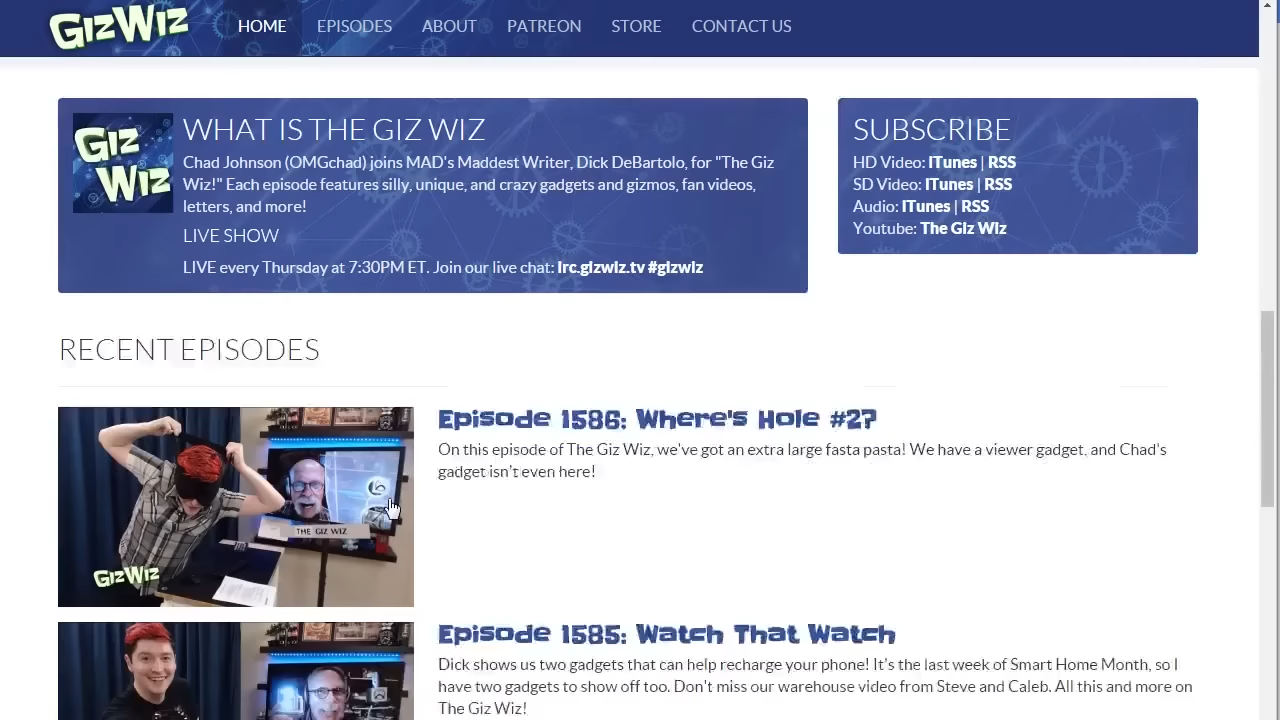 GizWiz
HOME EPISODES ABOUT PATREON STORE CONTACT US
Giz
Wiz
WHAT IS THE GIZ WIZ
Chad Johnson (OMGchad) joins MAD's Maddest Writer, Dick DeBartolo, for "The Giz
Wiz!" Each episode features silly, unique, and crazy gadgets and gizmos, fan videos,
letters, and more!
LIVE SHOW
LIVE every Thursday at 7:30PM ET. Join our live chat: irc.gizwiz.tv #gizwiz
SUBSCRIBE
HD Video: iTunes | RSS
SD Video: iTunes | RSS
Audio: iTunes | RSS
Youtube: The Giz Wiz
RECENT EPISODES
THE GIZ WIZ
GizWiz
Episode 1586: Where's Hole #2?
On this episode of The Giz Wiz, we've got an extra large fasta pasta! We have a viewer gadget, and Chad's
gadget isn't even here!
Episode 1585: Watch That Watch
Dick shows us two gadgets that can help recharge your phone! It's the last week of Smart Home Month, so I
have two gadgets to show off too. Don't miss our warehouse video from Steve and Caleb. All this and more on
The Giz Wiz!